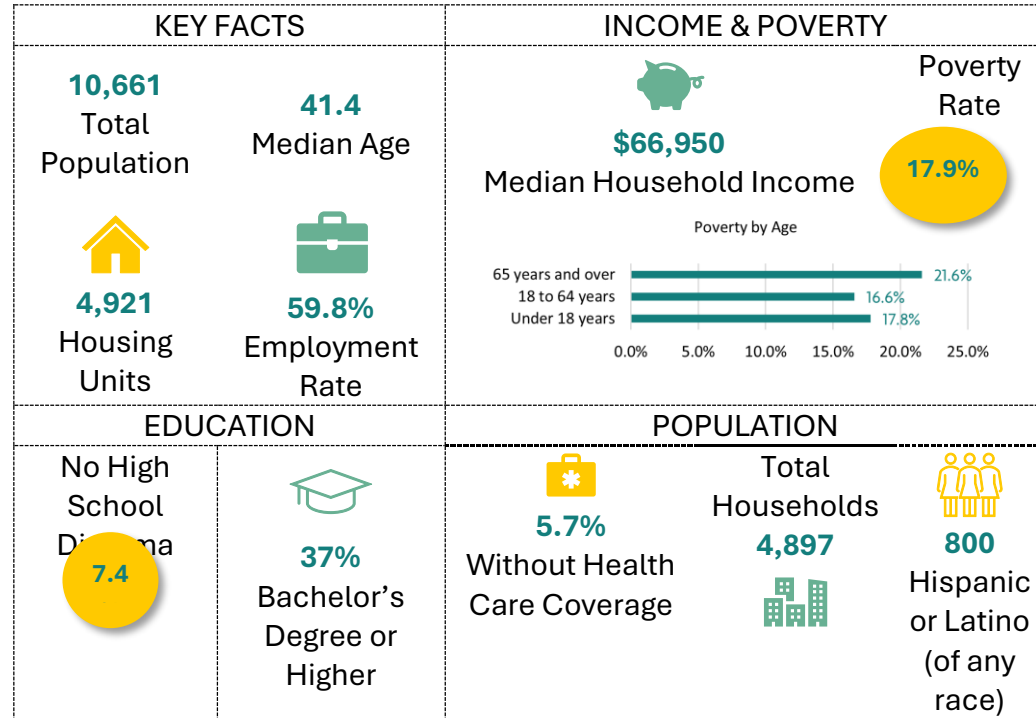 KEY FACTS
10,661
Total
Population
41.4
Median Age
4,921
Housing
Units
59.8%
Employment
Rate
INCOME & POVERTY
$66,950
Median Household Income
Poverty
Rate
17.9%
Poverty by Age
65 years and over 21.6%
18 to 64 years 16.6%
Under 18 years 17.8%
0.0% 5.0% 10.0% 15.0% 20.0% 25.0%
EDUCATION
No High
School
7.4
37%
Bachelor’s
Degree or
Higher
POPULATION
5.7%
Without Health
Care Coverage
Total
Households
4,897
800
Hispanic
or Latino
(of any
race)